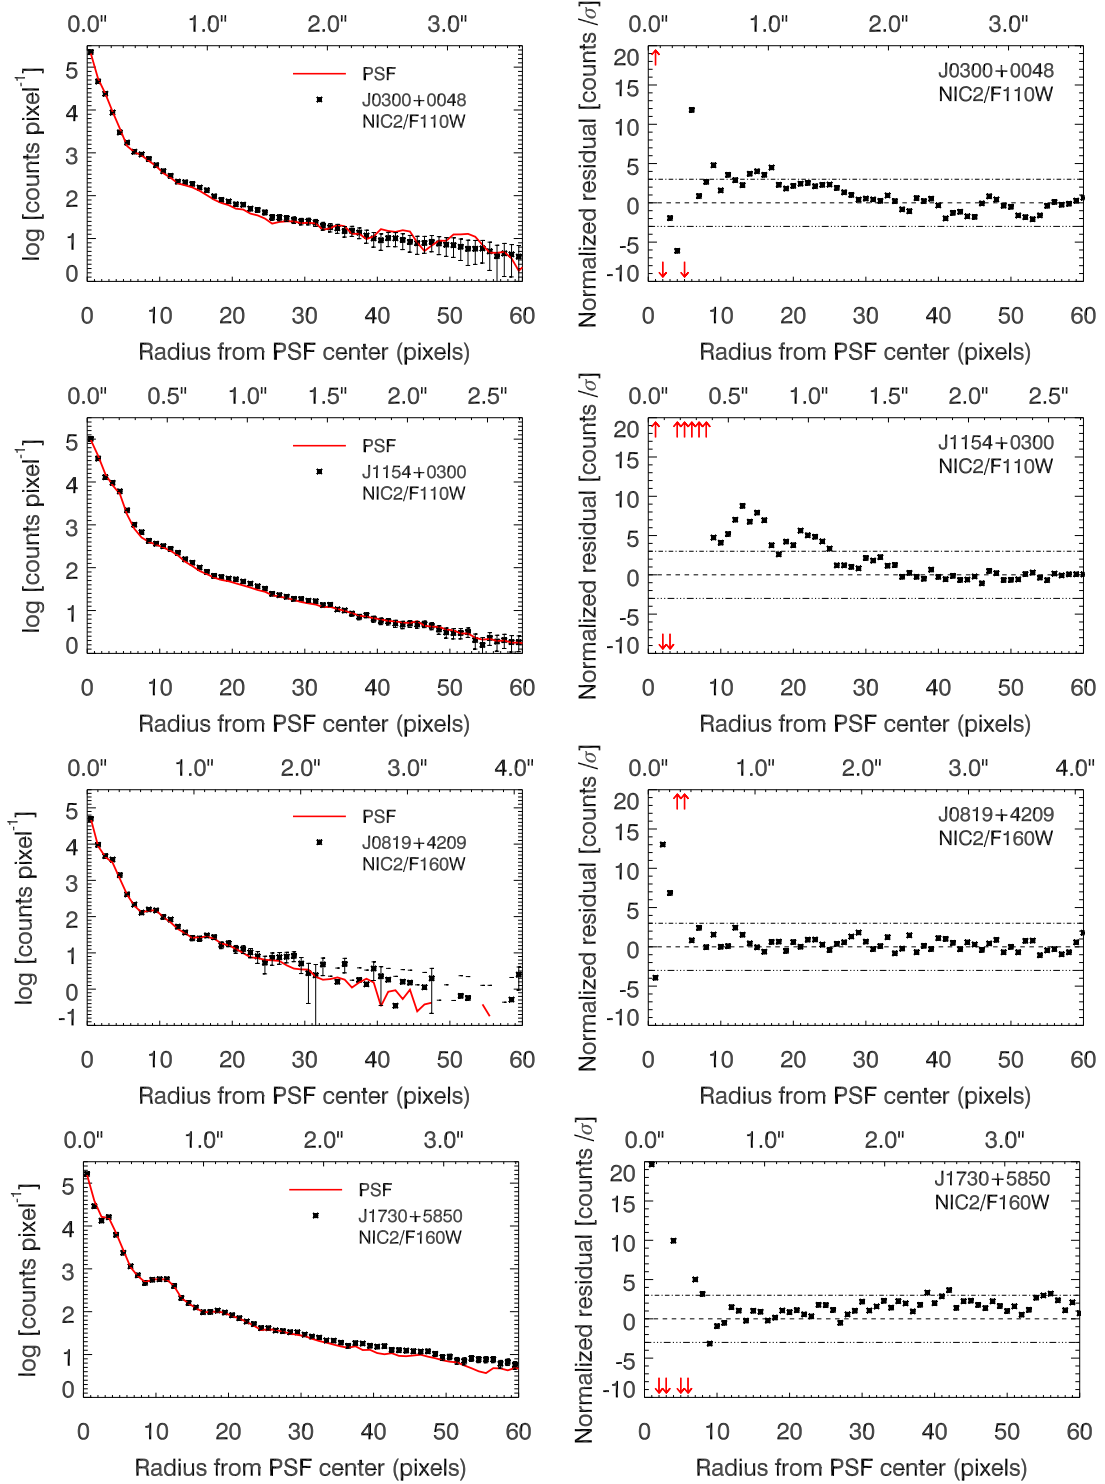 0.0" 1.0" 2.0" 3.0"
5
4
3
2
1
0
log [counts pixel-1]
PSF
J0300+0048
NIC2/F110W
0 10 20 30 40 50 60
Radius from PSF center (pixels)
0.0" 1.0" 2.0" 3.0"
20
15
10
5
0
-5
-10
Normalized residual [counts /σ]
J0300+0048
NIC2/F110W
0 10 20 30 40 50 60
Radius from PSF center (pixels)
0.0" 0.5" 1.0" 1.5" 2.0" 2.5"
5
4
3
2
1
0
log [counts pixel-1]
PSF
J1154+0300
NIC2/F110W
0 10 20 30 40 50 60
Radius from PSF center (pixels)
0.0" 0.5" 1.0" 1.5" 2.0" 2.5"
20
15
10
5
0
-5
-10
Normalized residual [counts /σ]
J1154+0300
NIC2/F110W
0 10 20 30 40 50 60
Radius from PSF center (pixels)
0.0" 1.0" 2.0" 3.0" 4.0"
5
4
3
2
1
0
-1
log [counts pixel-1]
PSF
J0819+4209
NIC2/F160W
0 10 20 30 40 50 60
Radius from PSF center (pixels)
0.0" 1.0" 2.0" 3.0" 4.0"
20
15
10
5
0
-5
-10
Normalized residual [counts /σ]
J0819+4209
NIC2/F160W
0 10 20 30 40 50 60
Radius from PSF center (pixels)
0.0" 1.0" 2.0" 3.0"
5
4
3
2
1
0
log [counts pixel-1]
PSF
J1730+5850
NIC2/F160W
0 10 20 30 40 50 60
Radius from PSF center (pixels)
0.0" 1.0" 2.0" 3.0"
20
15
10
5
0
-5
-10
Normalized residual [counts /σ]
J1730+5850
NIC2/F160W
0 10 20 30 40 50 60
Radius from PSF center (pixels)